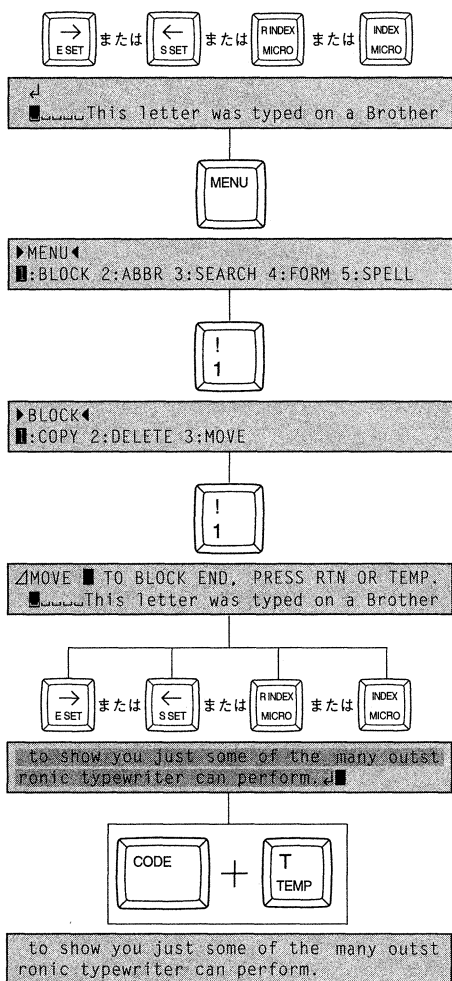 → E SET または ← S SET または R INDEX MICRO または INDEX MICRO
↲
█␣␣␣␣␣This letter was typed on a Brother
MENU
▶MENU◀
1:BLOCK 2:ABBR 3:SEARCH 4:FORM 5:SPELL
!
1
▶BLOCK◀
1:COPY 2:DELETE 3:MOVE
!
1
⊿MOVE █ TO BLOCK END, PRESS RTN OR TEMP.
█␣␣␣␣␣This letter was typed on a Brother
→ E SET または ← S SET または R INDEX MICRO または INDEX MICRO
to show you just some of the many outst
ronic typewriter can perform.↲█
CODE + T TEMP
to show you just some of the many outst
ronic typewriter can perform.